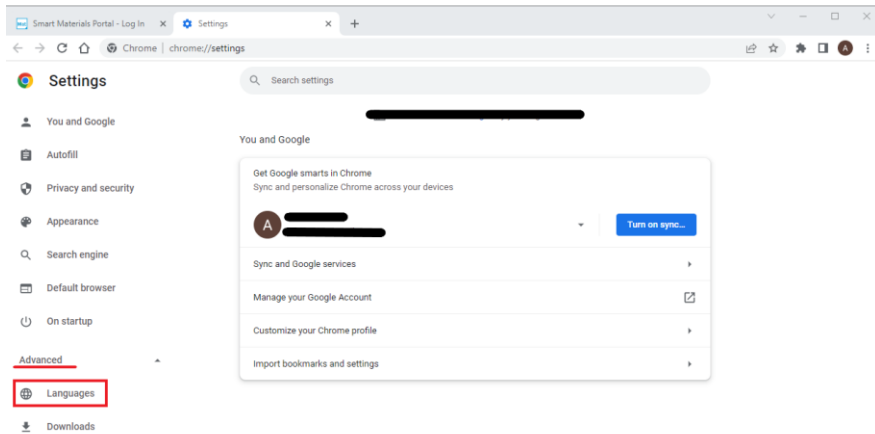 Smart Materials Portal - Log In
Settings
Chrome | chrome://settings
A
Settings
Search settings
You and Google
Autofill
Privacy and security
Appearance
Search engine
Default browser
On startup
Advanced
Languages
Downloads
You and Google
Get Google smarts in Chrome
Sync and personalize Chrome across your devices
A
Turn on sync...
Sync and Google services
Manage your Google Account
Customize your Chrome profile
Import bookmarks and settings